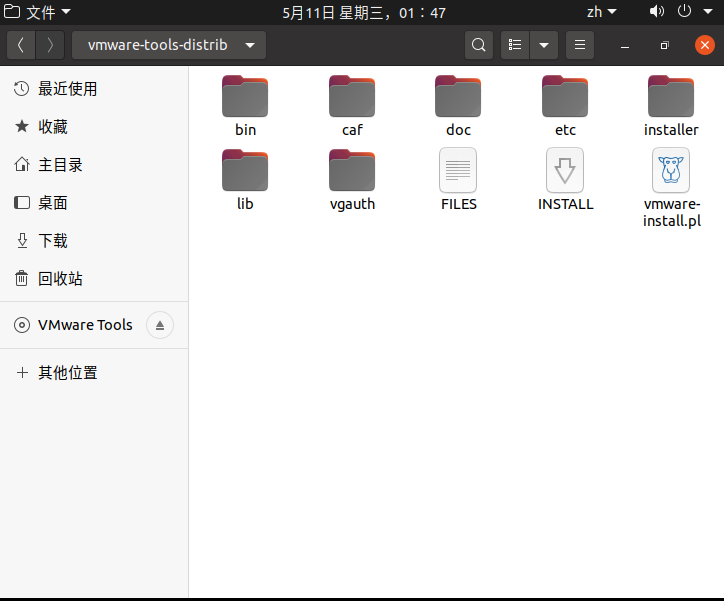 文件
5月11日 星期三，01：47
zh
vmware-tools-distrib
最近使用
收藏
主目录
桌面
下载
回收站
VMware Tools
其他位置
bin
caf
doc
etc
installer
lib
vgauth
FILES
INSTALL
vmware-
install.pl